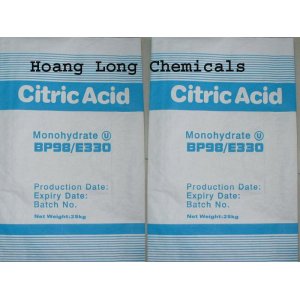 Hoang Long Chemicals
Citric Acid
Monohydrate U
BP98/E330
Production Date:
Expiry Date:
Batch No.
Net Weight:25kg
Citric Acid
Monohydrate U
BP98/E330
Production Date:
Expiry Date:
Batch No.
Net Weight:25kg